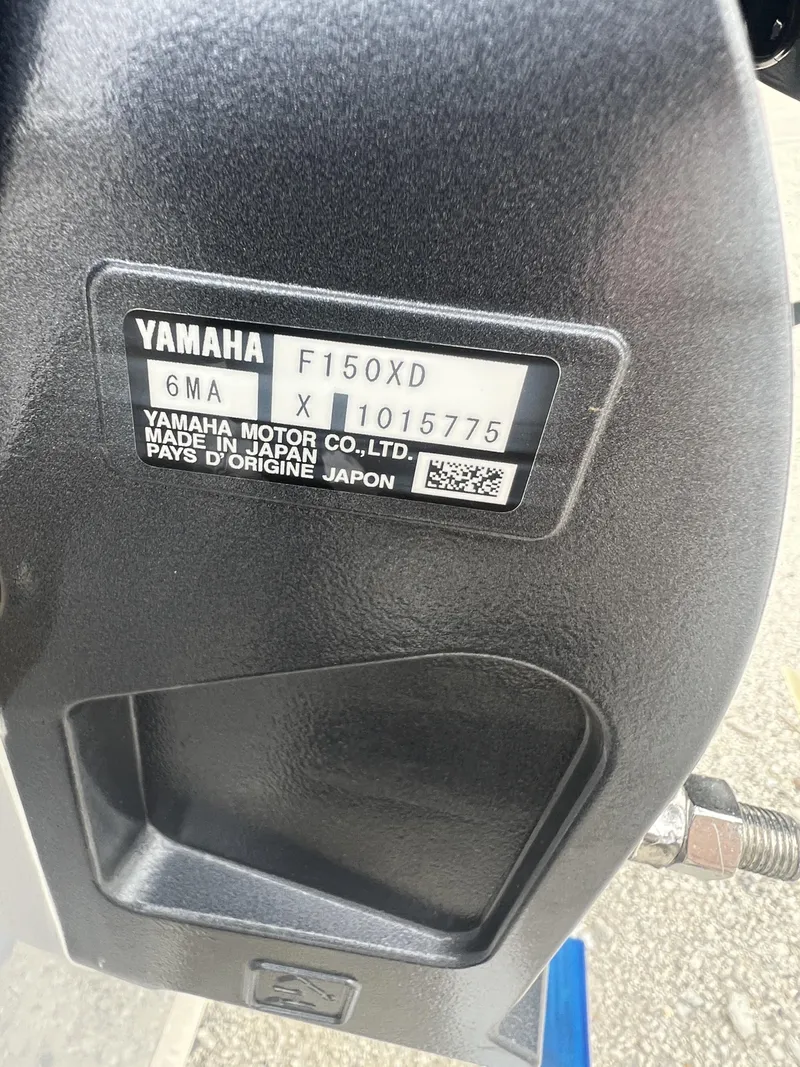 YAMAHA F150XD
6MA X 1015775
YAMAHA MOTOR CO.,LTD.
MADE IN JAPAN
PAYS D'ORIGINE JAPON